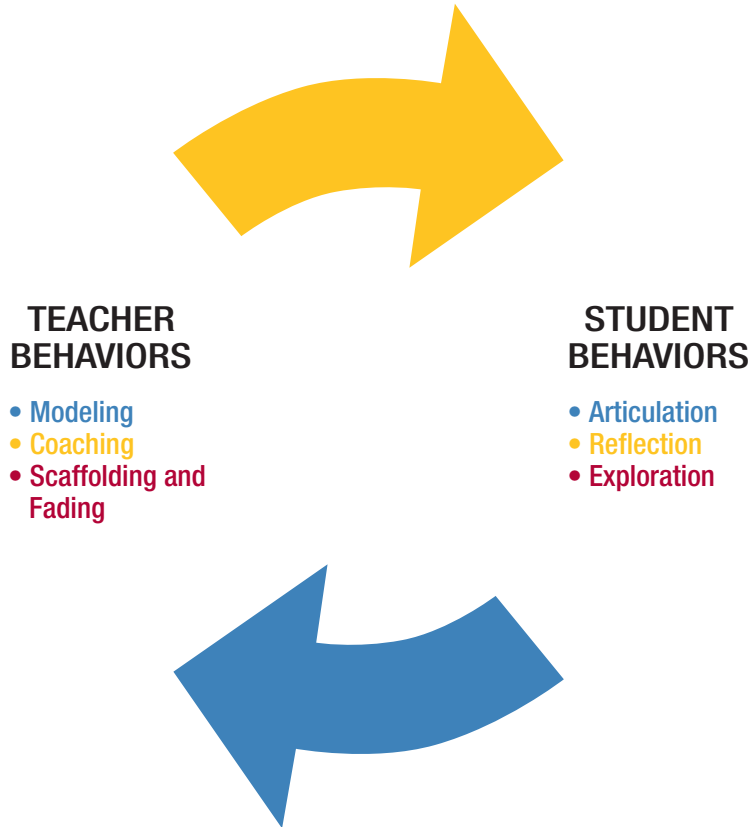 TEACHER
BEHAVIORS
• Modeling
• Coaching
• Scaffolding and
Fading
STUDENT
BEHAVIORS
• Articulation
• Reflection
• Exploration